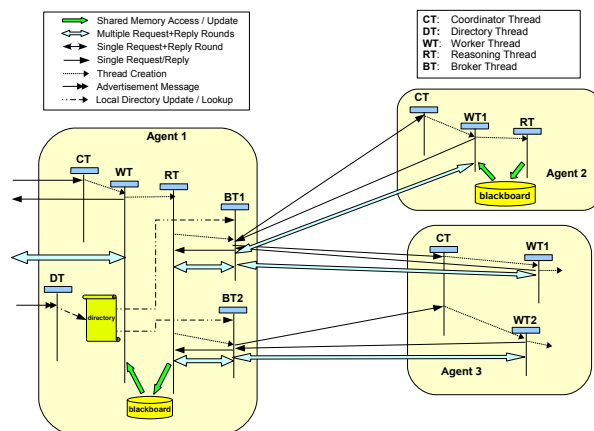 Shared Memory Access / Update
Multiple Request+Reply Rounds
Single Request+Reply Round
Single Request/Reply
Thread Creation
Advertisement Message
Local Directory Update / Lookup
CT: Coordinator Thread
DT: Directory Thread
WT: Worker Thread
RT: Reasoning Thread
BT: Broker Thread
Agent 1
CT
WT
RT
BT1
DT
directory
BT2
blackboard
CT
WT1
RT
blackboard
Agent 2
CT
WT1
WT2
Agent 3